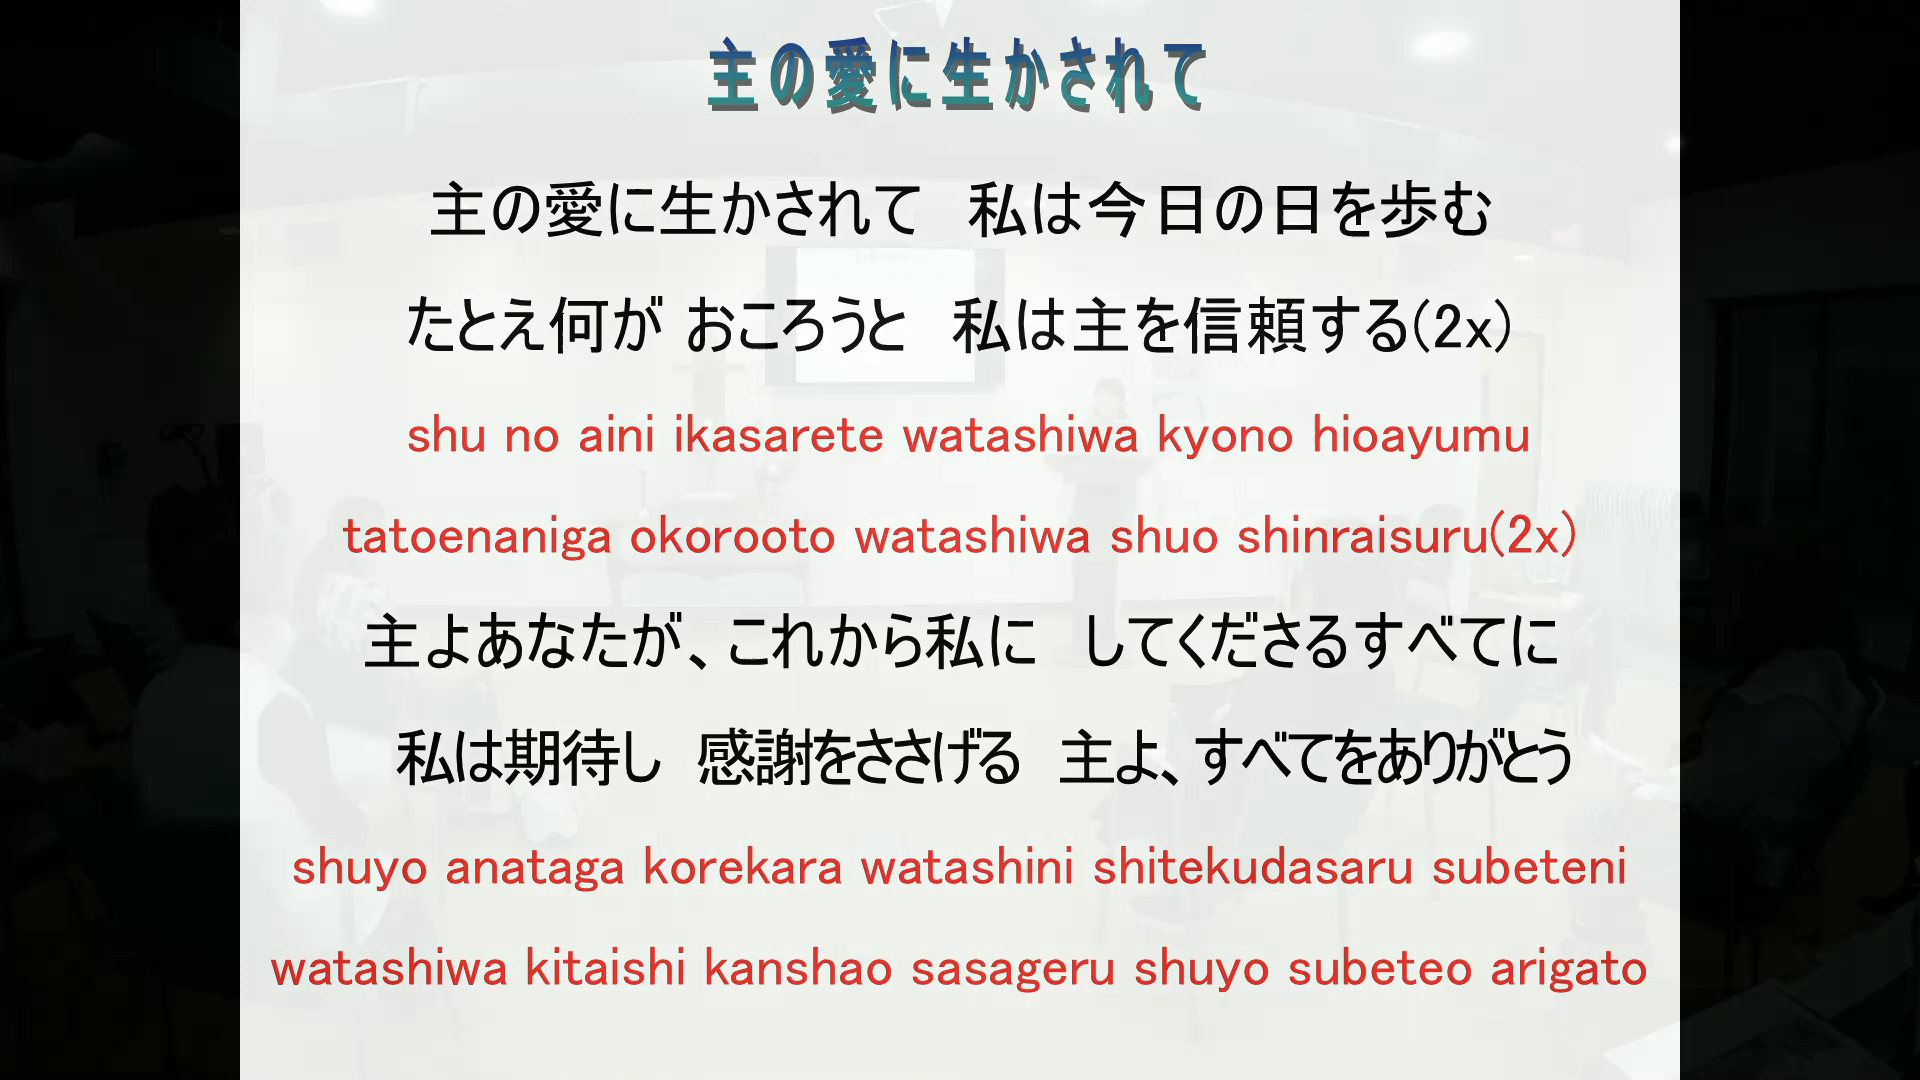 主の愛に生かされて
主の愛に生かされて　私は今日の日を歩む
たとえ何が おころうと　私は主を信頼する(2x)
shu no aini ikasarete watashiwa kyono hioayumu
tatoenaniga okorooto watashiwa shuo shinraisuru(2x)
主よあなたが、これから私に　してくださるすべてに
私は期待し　感謝をささげる　主よ、すべてをありがとう
shuyo anataga korekara watashini shitekudasaru subeteni
watashiwa kitaishi kanshao sasageru shuyo subeteo arigato